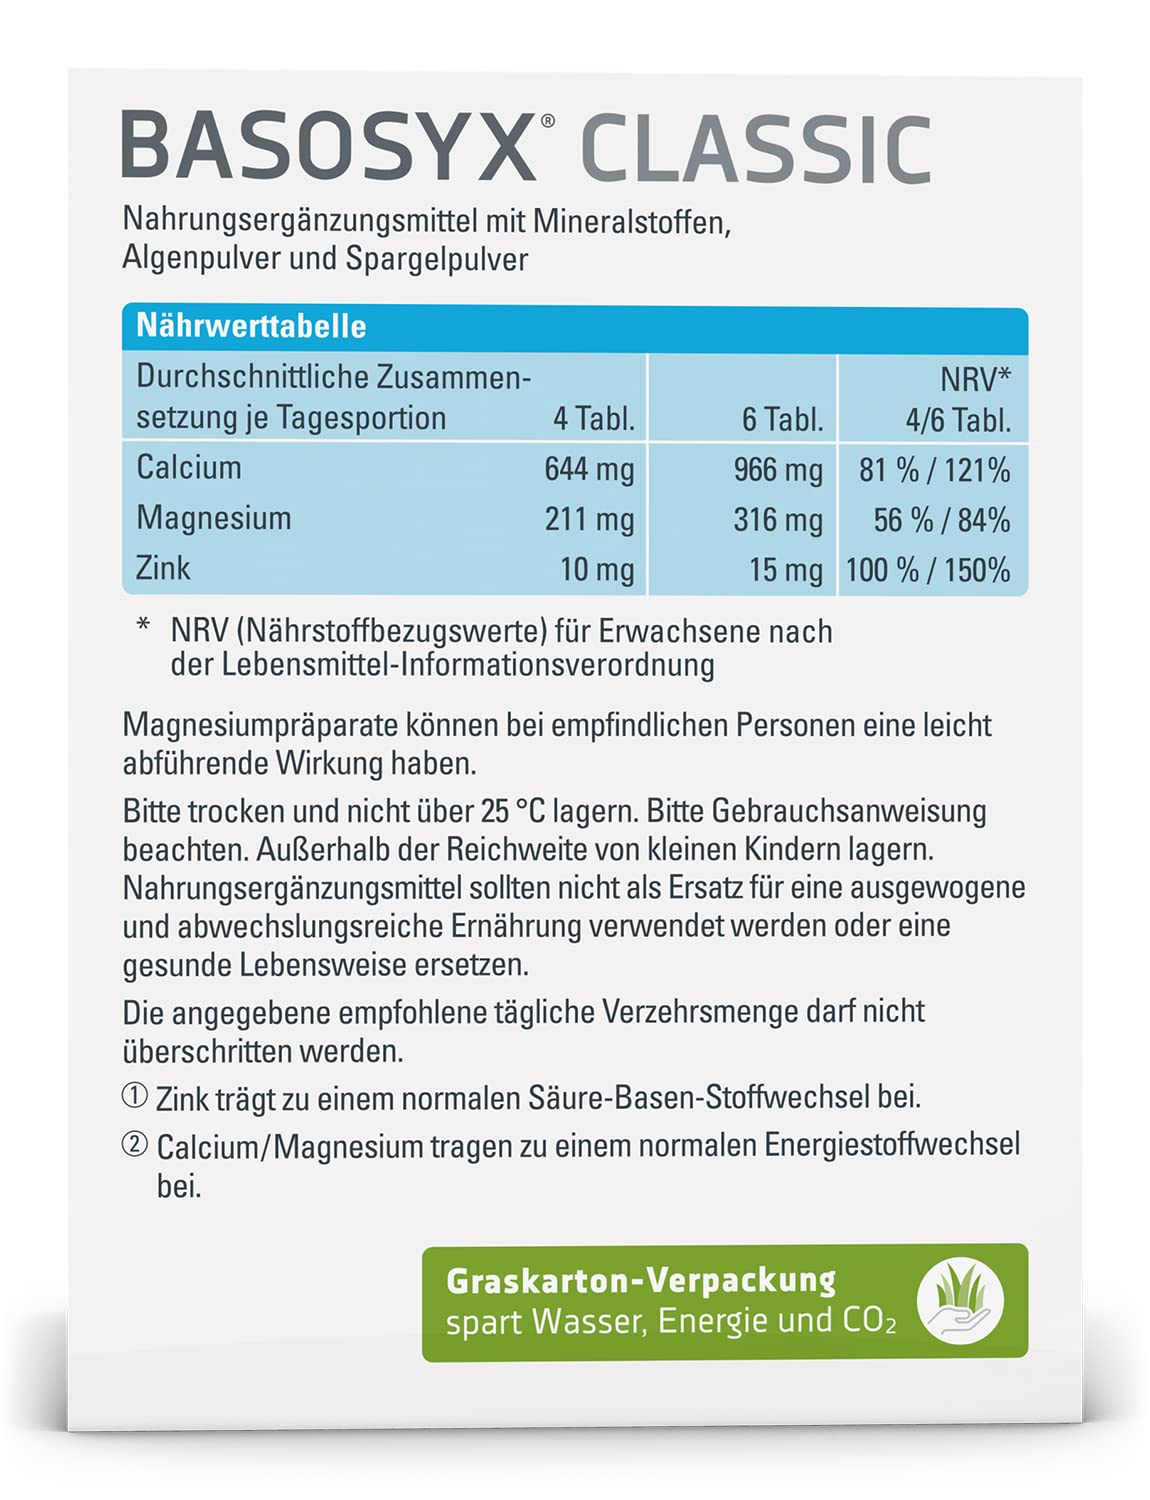 BASOSYX® CLASSIC
Nahrungsergänzungsmittel mit Mineralstoffen,
Algenpulver und Spargelpulver
Nährwerttabelle
Durchschnittliche Zusammen-
setzung je Tagesportion 4 Tabl. 6 Tabl. NRV* 4/6 Tabl.
Calcium 644 mg 966 mg 81 % / 121%
Magnesium 211 mg 316 mg 56 % / 84%
Zink 10 mg 15 mg 100 % / 150%
* NRV (Nährstoffbezugswerte) für Erwachsene nach
der Lebensmittel-Informationsverordnung
Magnesiumpräparate können bei empfindlichen Personen eine leicht
abführende Wirkung haben.
Bitte trocken und nicht über 25 °C lagern. Bitte Gebrauchsanweisung
beachten. Außerhalb der Reichweite von kleinen Kindern lagern.
Nahrungsergänzungsmittel sollten nicht als Ersatz für eine ausgewogene
und abwechslungsreiche Ernährung verwendet werden oder eine
gesunde Lebensweise ersetzen.
Die angegebene empfohlene tägliche Verzehrsmenge darf nicht
überschritten werden.
① Zink trägt zu einem normalen Säure-Basen-Stoffwechsel bei.
② Calcium/Magnesium tragen zu einem normalen Energiestoffwechsel
bei.
Graskarton-Verpackung
spart Wasser, Energie und CO₂